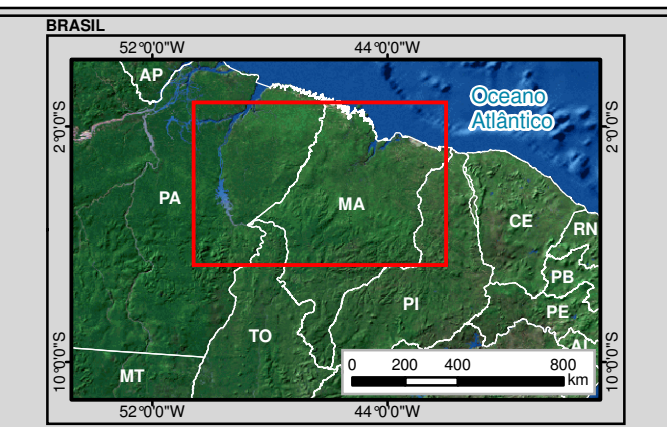 BRASIL
52°0'0"W 44°0'0"W
AP
Oceano
Atlântico
2°0'0"S 2°0'0"S
PA
MA
CE
RN
PB
PE
PI
TO
AL
MT
10°0'0"S 10°0'0"S
0 200 400 800
km
52°0'0"W 44°0'0"W